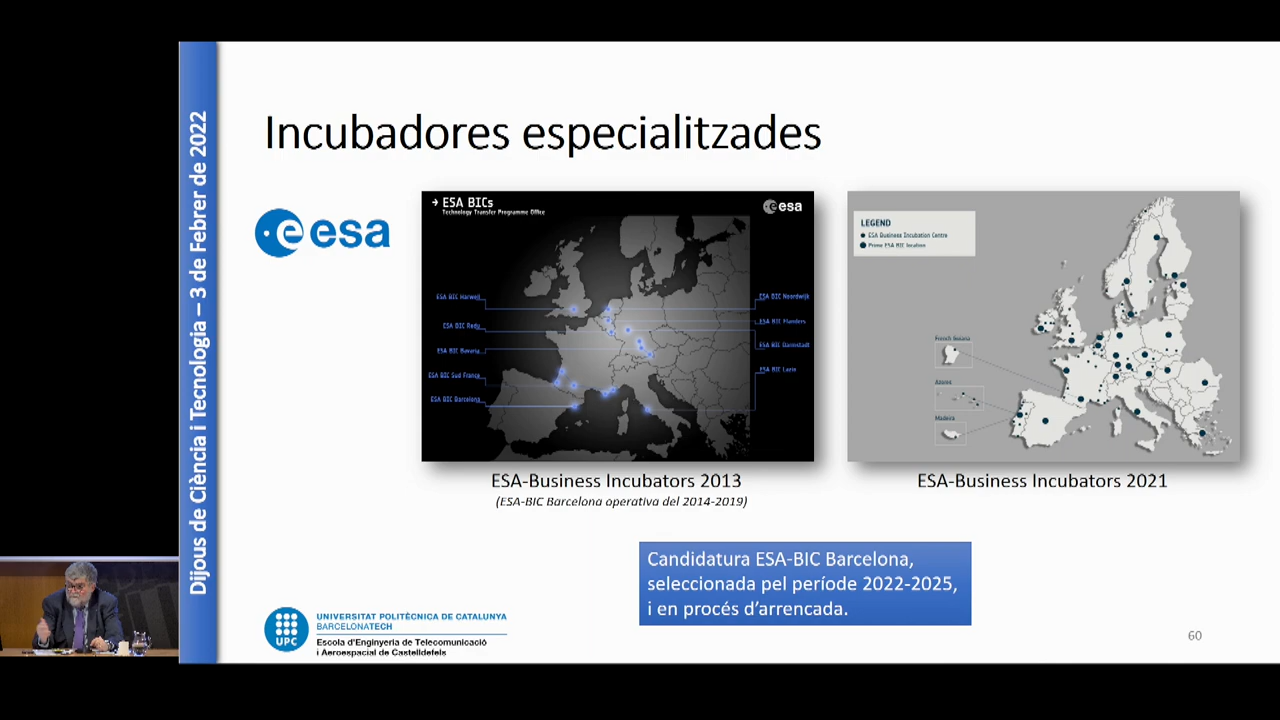 Dijous de Ciència i Tecnologia – 3 de Febrer de 2022
Incubadores especialitzades
esa
ESA BICs
Technology Transfer Programme Office
esa
ESA BIC Harwell
ESA BIC Redu
ESA BIC Bavaria
ESA BIC Sud France
ESA BIC Barcelona
ESA BIC Noordwijk
ESA BIC Flanders
ESA BIC Darmstadt
ESA BIC Lazio
LEGEND
ESA Business Incubation Centre
Prime ESA BIC location
French Guiana
Azores
Madeira
ESA-Business Incubators 2013
(ESA-BIC Barcelona operativa del 2014-2019)
ESA-Business Incubators 2021
Candidatura ESA-BIC Barcelona,
seleccionada pel període 2022-2025,
i en procés d’arrencada.
UPC
UNIVERSITAT POLITÈCNICA DE CATALUNYA
BARCELONATECH
Escola d'Enginyeria de Telecomunicació
i Aeroespacial de Castelldefels
60